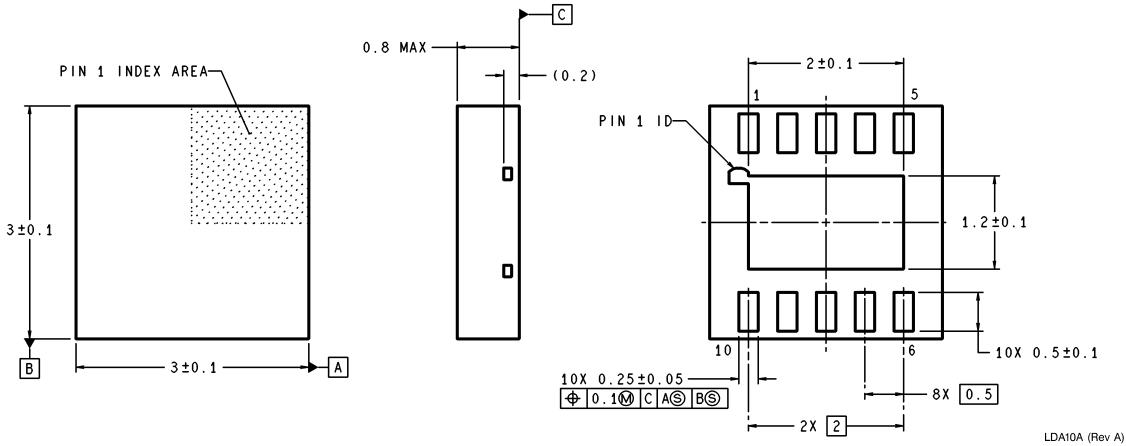 C
0.8 MAX
(0.2)
PIN 1 INDEX AREA
3±0.1
B
3±0.1
A
2±0.1
1
5
PIN 1 ID
1.2±0.1
10
6
10X 0.5±0.1
10X 0.25±0.05
⌖ 0.1Ⓜ C AⓈ BⓈ
8X 0.5
2X 2
LDA10A (Rev A)